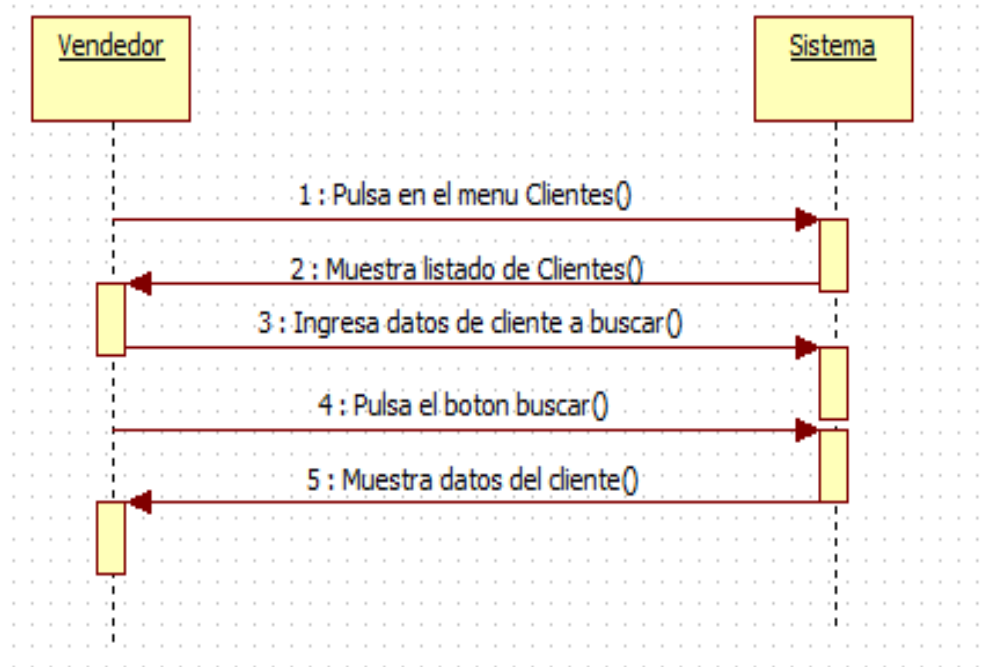 Vendedor
Sistema
1 : Pulsa en el menu Clientes()
2 : Muestra listado de Clientes()
3 : Ingresa datos de cliente a buscar()
4 : Pulsa el boton buscar()
5 : Muestra datos del cliente()